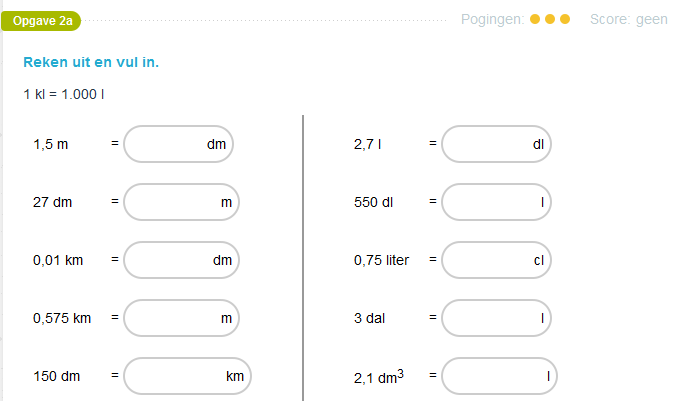 Opgave 2a
Pogingen: Score: geen
Reken uit en vul in.
1 kl = 1.000 l
1,5 m = dm
27 dm = m
0,01 km = dm
0,575 km = m
150 dm = km
2,7 l = dl
550 dl = l
0,75 liter = cl
3 dal = l
2,1 dm³ = l